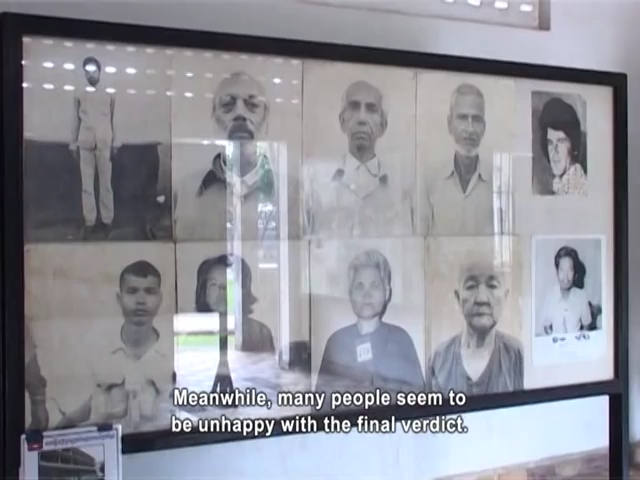 Meanwhile, many people seem to
be unhappy with the final verdict.